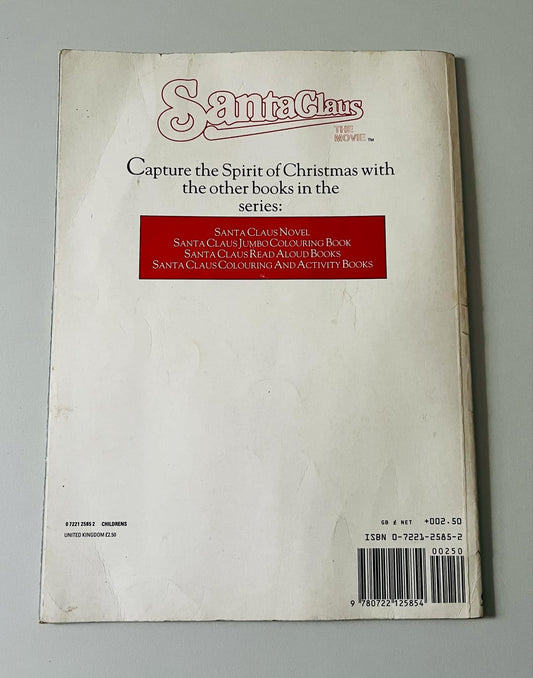 Santa Claus
THE
MOVIE™
Capture the Spirit of Christmas with
the other books in the
series:
SANTA CLAUS NOVEL
SANTA CLAUS JUMBO COLOURING BOOK
SANTA CLAUS READ ALOUD BOOKS
SANTA CLAUS COLOURING AND ACTIVITY BOOKS
0 7221 2585 2 CHILDRENS
UNITED KINGDOM £2.50
GB £ NET +002.50
ISBN 0-7221-2585-2
00250
9 780722 125854